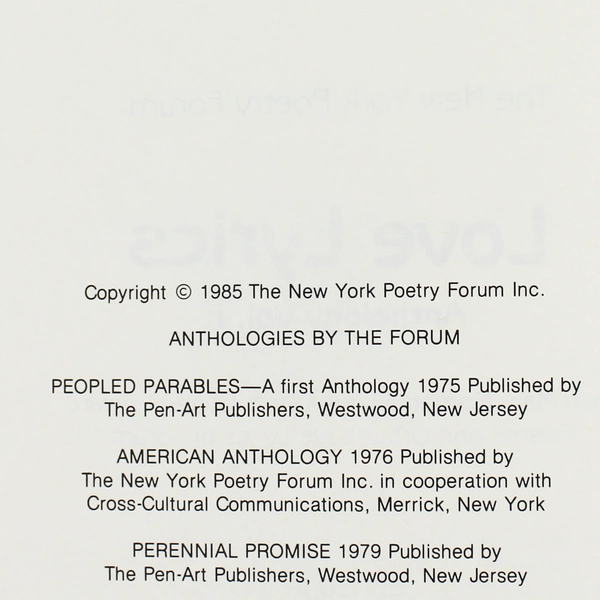 Copyright © 1985 The New York Poetry Forum Inc.
ANTHOLOGIES BY THE FORUM
PEOPLED PARABLES—A first Anthology 1975 Published by
The Pen-Art Publishers, Westwood, New Jersey
AMERICAN ANTHOLOGY 1976 Published by
The New York Poetry Forum Inc. in cooperation with
Cross-Cultural Communications, Merrick, New York
PERENNIAL PROMISE 1979 Published by
The Pen-Art Publishers, Westwood, New Jersey